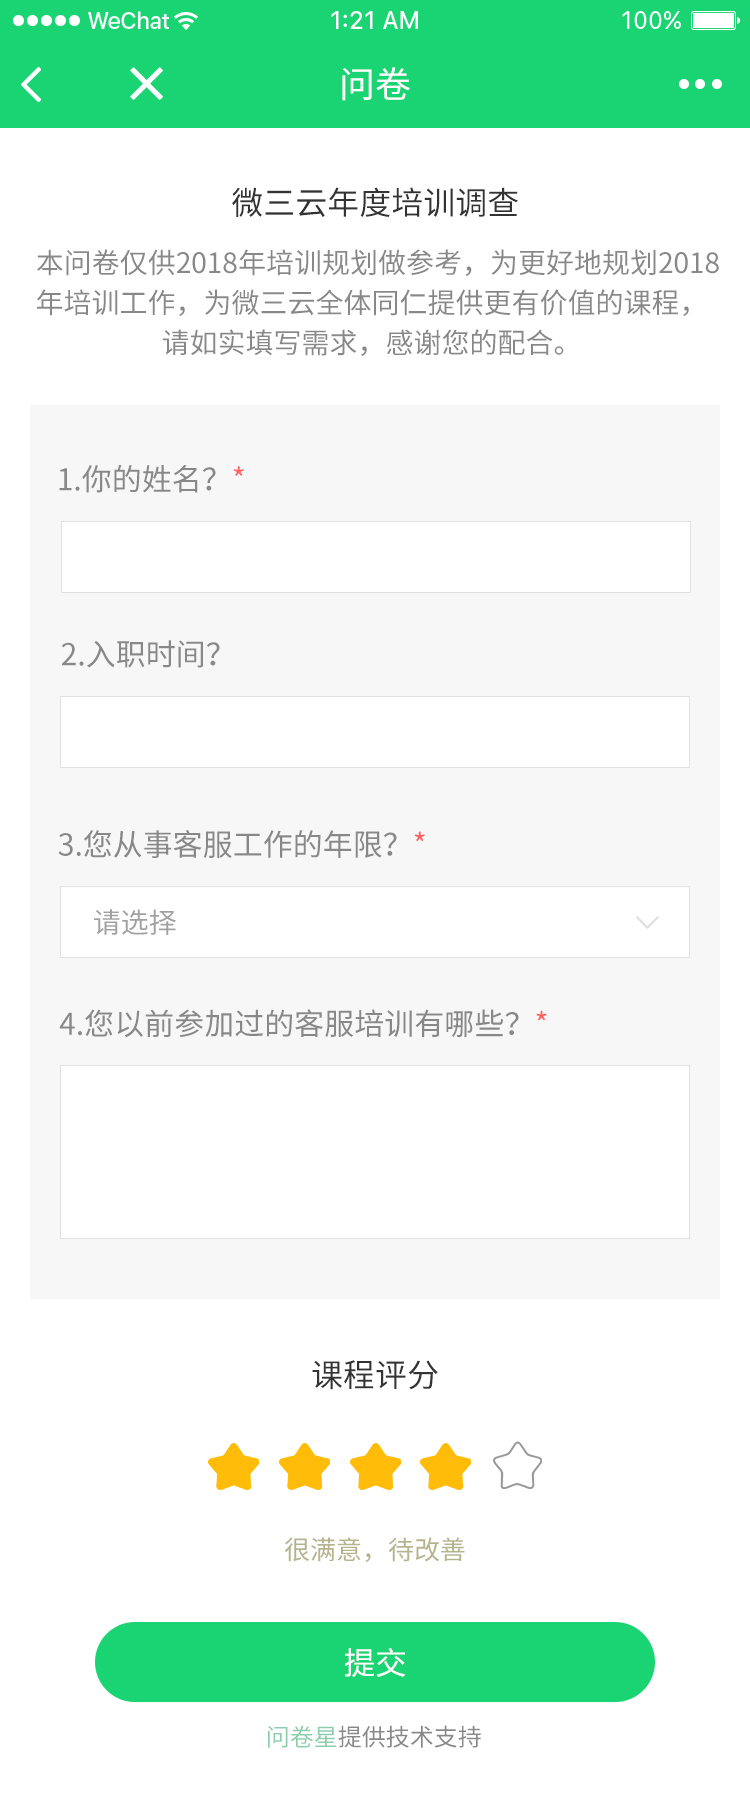 WeChat 1:21 AM 100%
问卷
微三云年度培训调查
本问卷仅供2018年培训规划做参考，为更好地规划2018
年培训工作，为微三云全体同仁提供更有价值的课程，
请如实填写需求，感谢您的配合。
1.你的姓名？ *
2.入职时间？
3.您从事客服工作的年限？ *
请选择
4.您以前参加过的客服培训有哪些？ *
课程评分
很满意，待改善
提交
问卷星提供技术支持